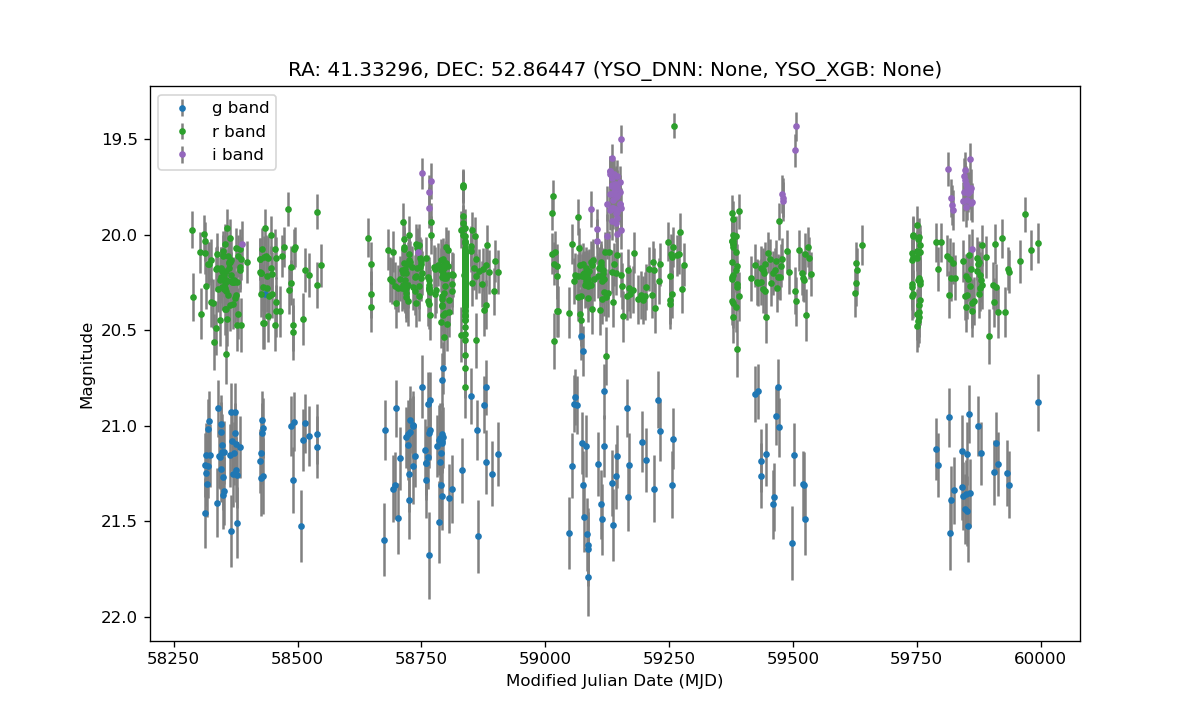 RA: 41.33296, DEC: 52.86447 (YSO_DNN: None, YSO_XGB: None)
g band
r band
i band
19.5
20.0
20.5
21.0
21.5
22.0
Magnitude
58250 58500 58750 59000 59250 59500 59750 60000
Modified Julian Date (MJD)